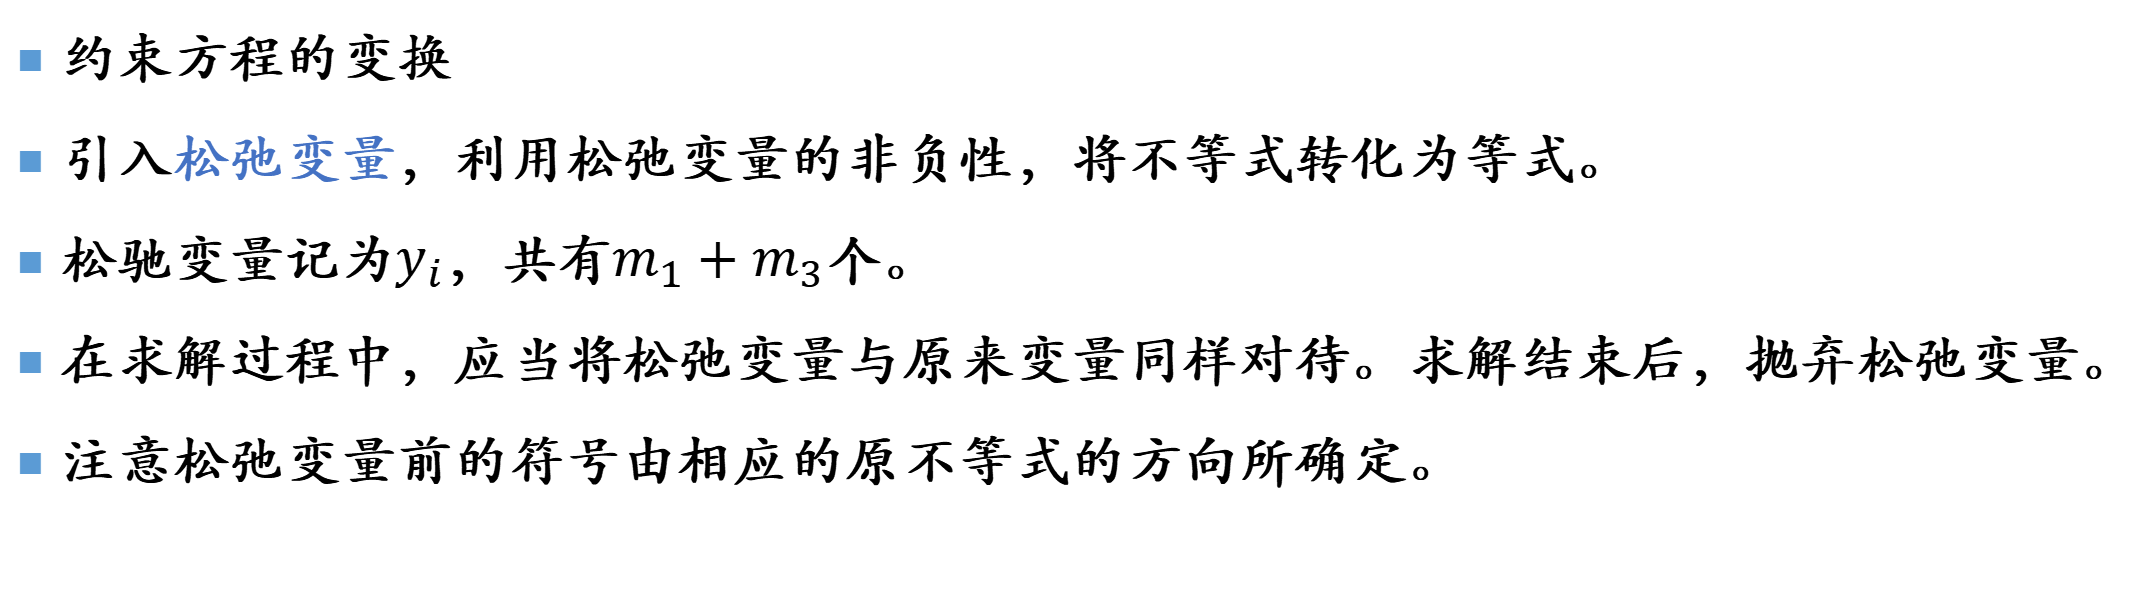 ▪ 约束方程的变换
▪ 引入松弛变量，利用松弛变量的非负性，将不等式转化为等式。
▪ 松驰变量记为yᵢ，共有m₁ + m₃个。
▪ 在求解过程中，应当将松弛变量与原来变量同样对待。求解结束后，抛弃松弛变量。
▪ 注意松弛变量前的符号由相应的原不等式的方向所确定。